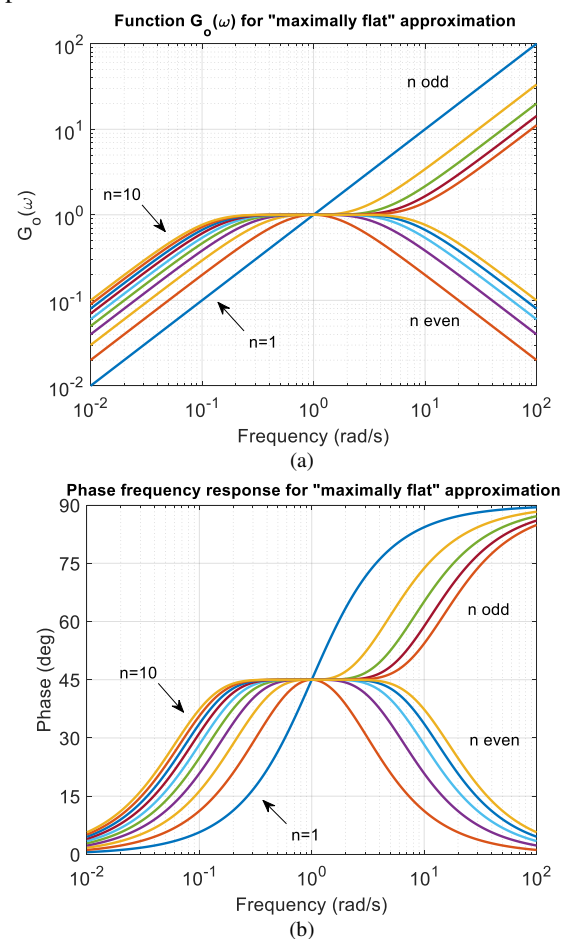 Function G_o(ω) for "maximally flat" approximation
10^2
n odd
10^1
n=10
10^0
G_o(ω)
10^-1
n even
n=1
10^-2
10^-2 10^-1 10^0 10^1 10^2
Frequency (rad/s)
(a)
Phase frequency response for "maximally flat" approximation
90
75
n odd
60
n=10
45
Phase (deg)
n even
30
15
n=1
0
10^-2 10^-1 10^0 10^1 10^2
Frequency (rad/s)
(b)